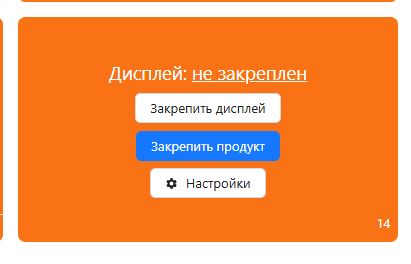 Дисплей: не закреплен
Закрепить дисплей
Закрепить продукт
Настройки
14